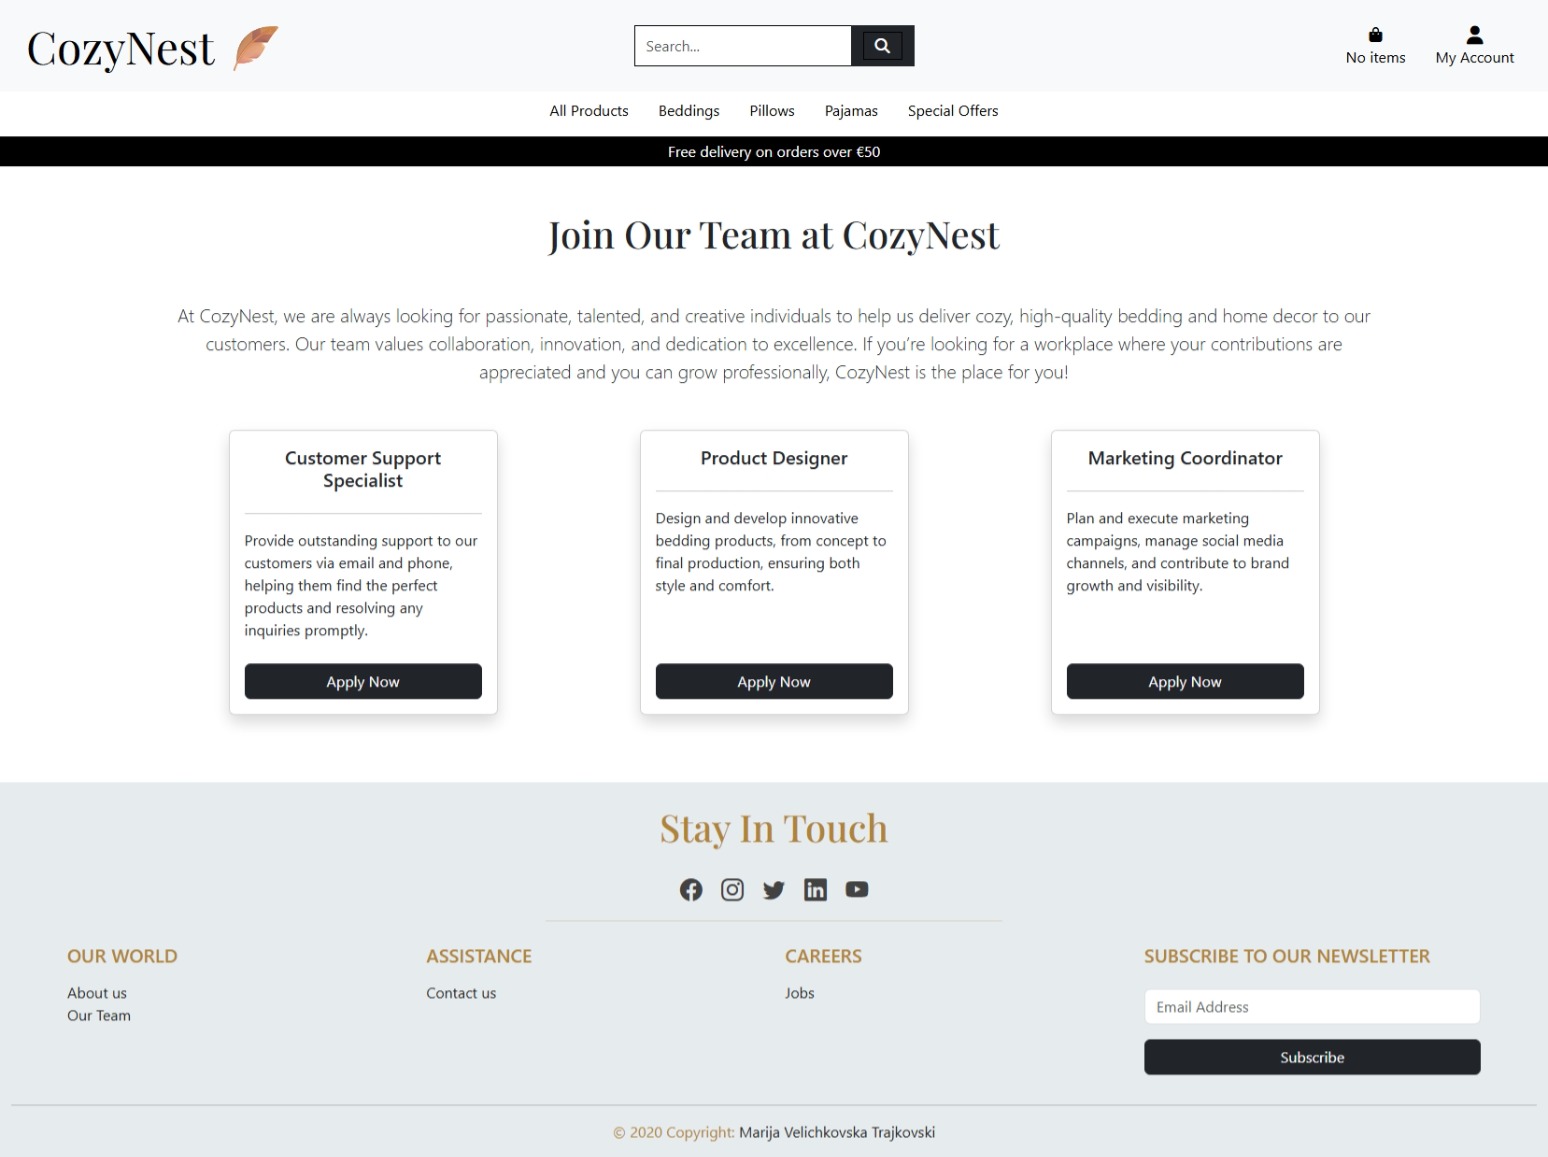 CozyNest
Search...
No items
My Account
All Products
Beddings
Pillows
Pajamas
Special Offers
Free delivery on orders over €50
Join Our Team at CozyNest
At CozyNest, we are always looking for passionate, talented, and creative individuals to help us deliver cozy, high-quality bedding and home decor to our
customers. Our team values collaboration, innovation, and dedication to excellence. If you’re looking for a workplace where your contributions are
appreciated and you can grow professionally, CozyNest is the place for you!
Customer Support
Specialist
Provide outstanding support to our
customers via email and phone,
helping them find the perfect
products and resolving any
inquiries promptly.
Apply Now
Product Designer
Design and develop innovative
bedding products, from concept to
final production, ensuring both
style and comfort.
Apply Now
Marketing Coordinator
Plan and execute marketing
campaigns, manage social media
channels, and contribute to brand
growth and visibility.
Apply Now
Stay In Touch
OUR WORLD
About us
Our Team
ASSISTANCE
Contact us
CAREERS
Jobs
SUBSCRIBE TO OUR NEWSLETTER
Email Address
Subscribe
© 2020 Copyright: Marija Velichkovska Trajkovski